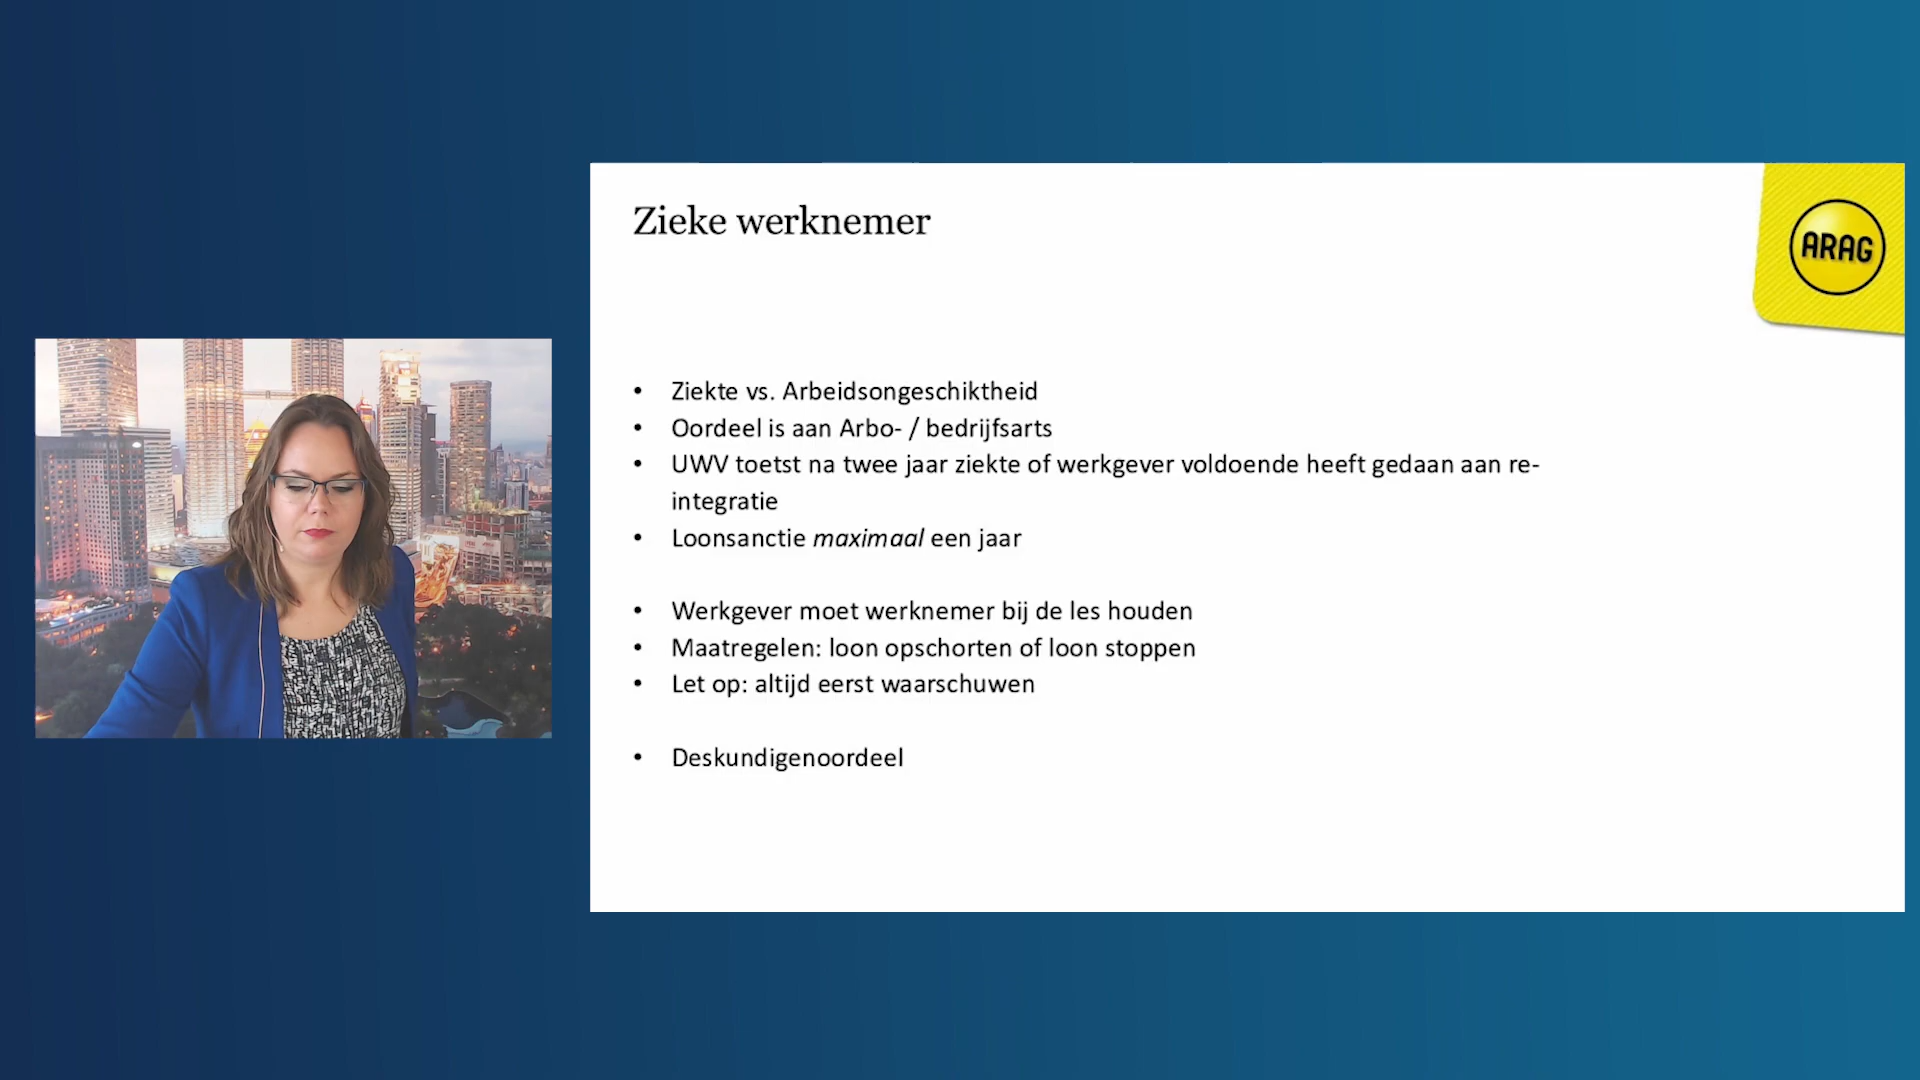 Zieke werknemer
ARAG
• Ziekte vs. Arbeidsongeschiktheid
• Oordeel is aan Arbo- / bedrijfsarts
• UWV toetst na twee jaar ziekte of werkgever voldoende heeft gedaan aan re-
integratie
• Loonsanctie maximaal een jaar
• Werkgever moet werknemer bij de les houden
• Maatregelen: loon opschorten of loon stoppen
• Let op: altijd eerst waarschuwen
• Deskundigenoordeel